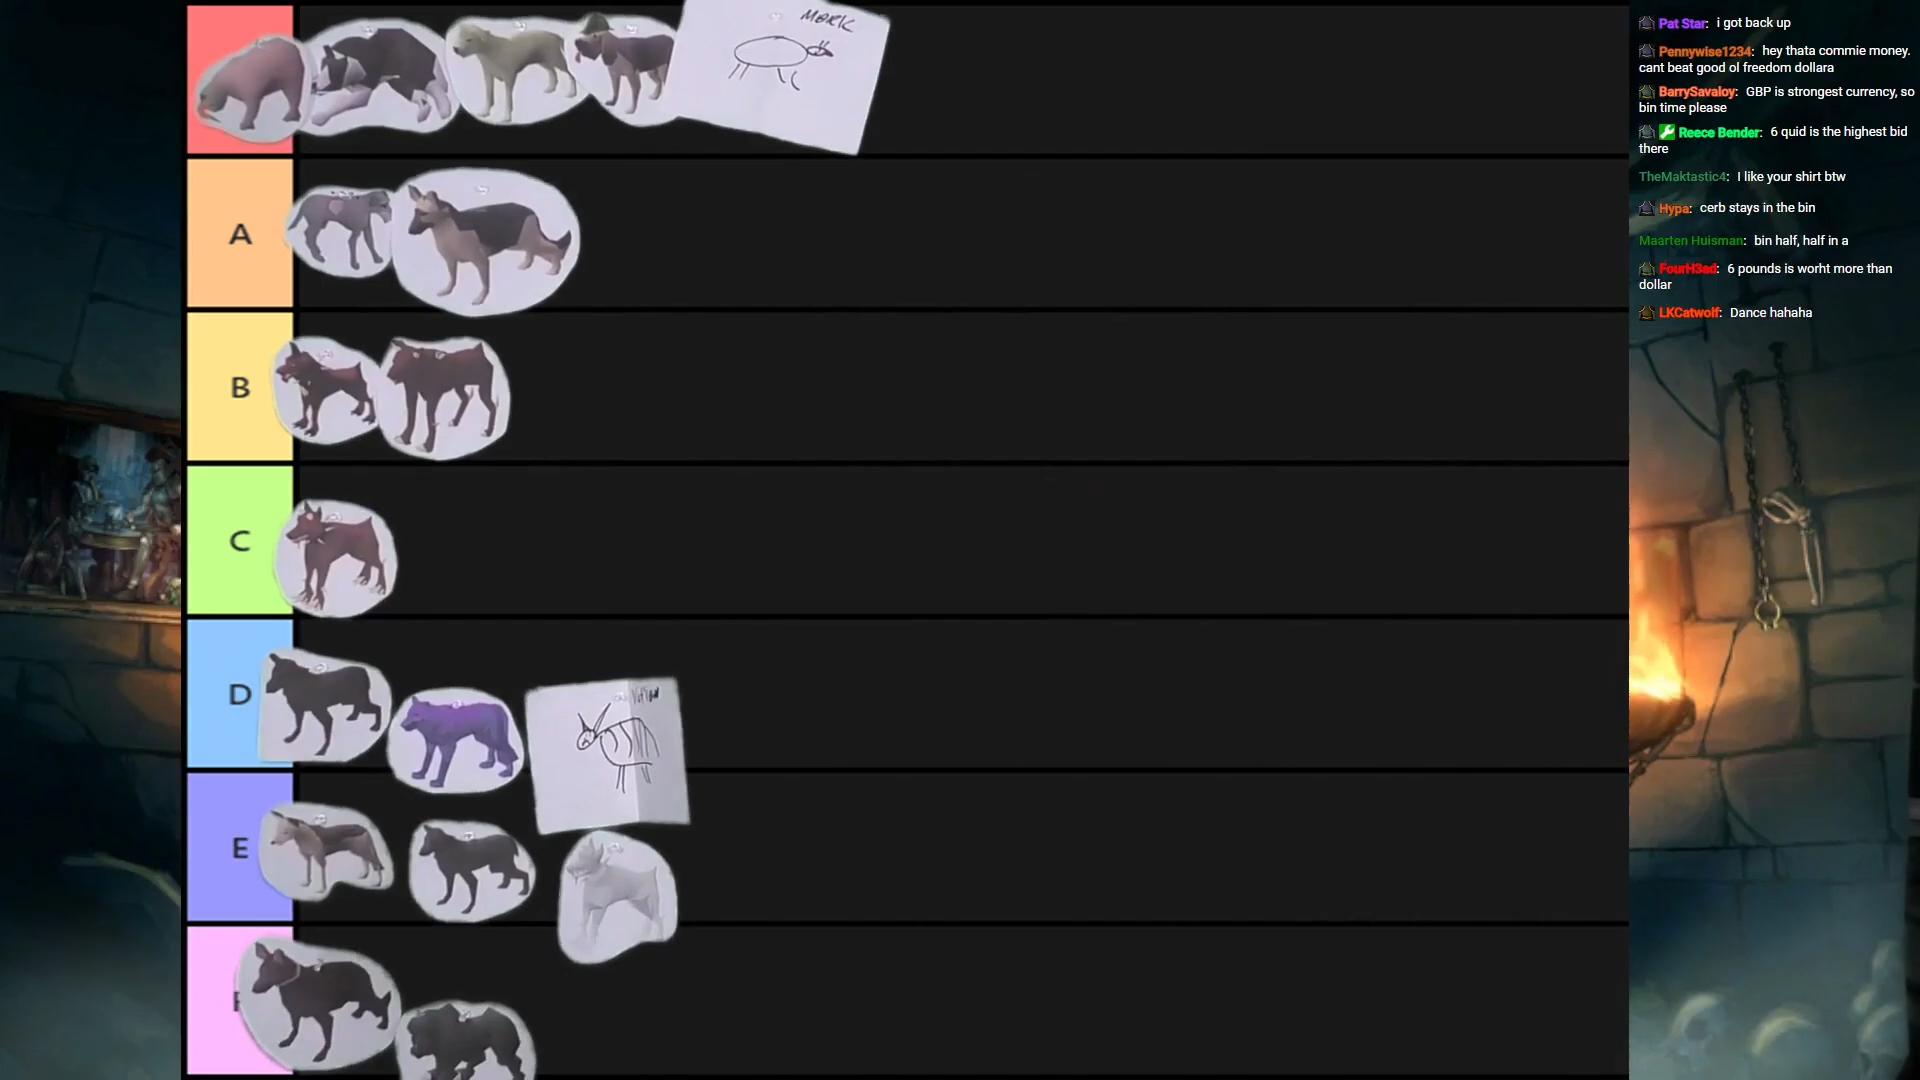 MORK
A
B
C
D
E
F
Pat Star: i got back up
Pennywise1234: hey thata commie money.
cant beat good ol freedom dollara
BarrySavaloy: GBP is strongest currency, so
bin time please
Reece Bender: 6 quid is the highest bid
there
TheMaktastic4: I like your shirt btw
Hypa: cerb stays in the bin
Maarten Huisman: bin half, half in a
FourH3ad: 6 pounds is worht more than
dollar
LKCatwolf: Dance hahaha